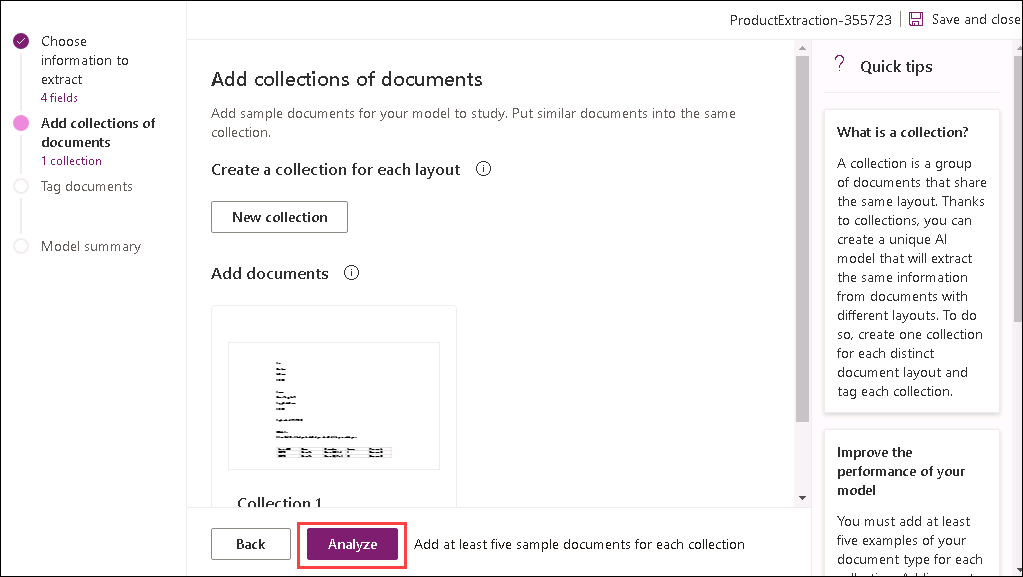 ProductExtraction-355723
Save and close
Choose
information to
extract
4 fields
Add collections of
documents
1 collection
Tag documents
Model summary
Add collections of documents
Add sample documents for your model to study. Put similar documents into the same
collection.
Create a collection for each layout
New collection
Add documents
Collection 1
Back
Analyze
Add at least five sample documents for each collection
? Quick tips
What is a collection?
A collection is a group
of documents that share
the same layout. Thanks
to collections, you can
create a unique AI
model that will extract
the same information
from documents with
different layouts. To do
so, create one collection
for each distinct
document layout and
tag each collection.
Improve the
performance of your
model
You must add at least
five examples of your
document type for each